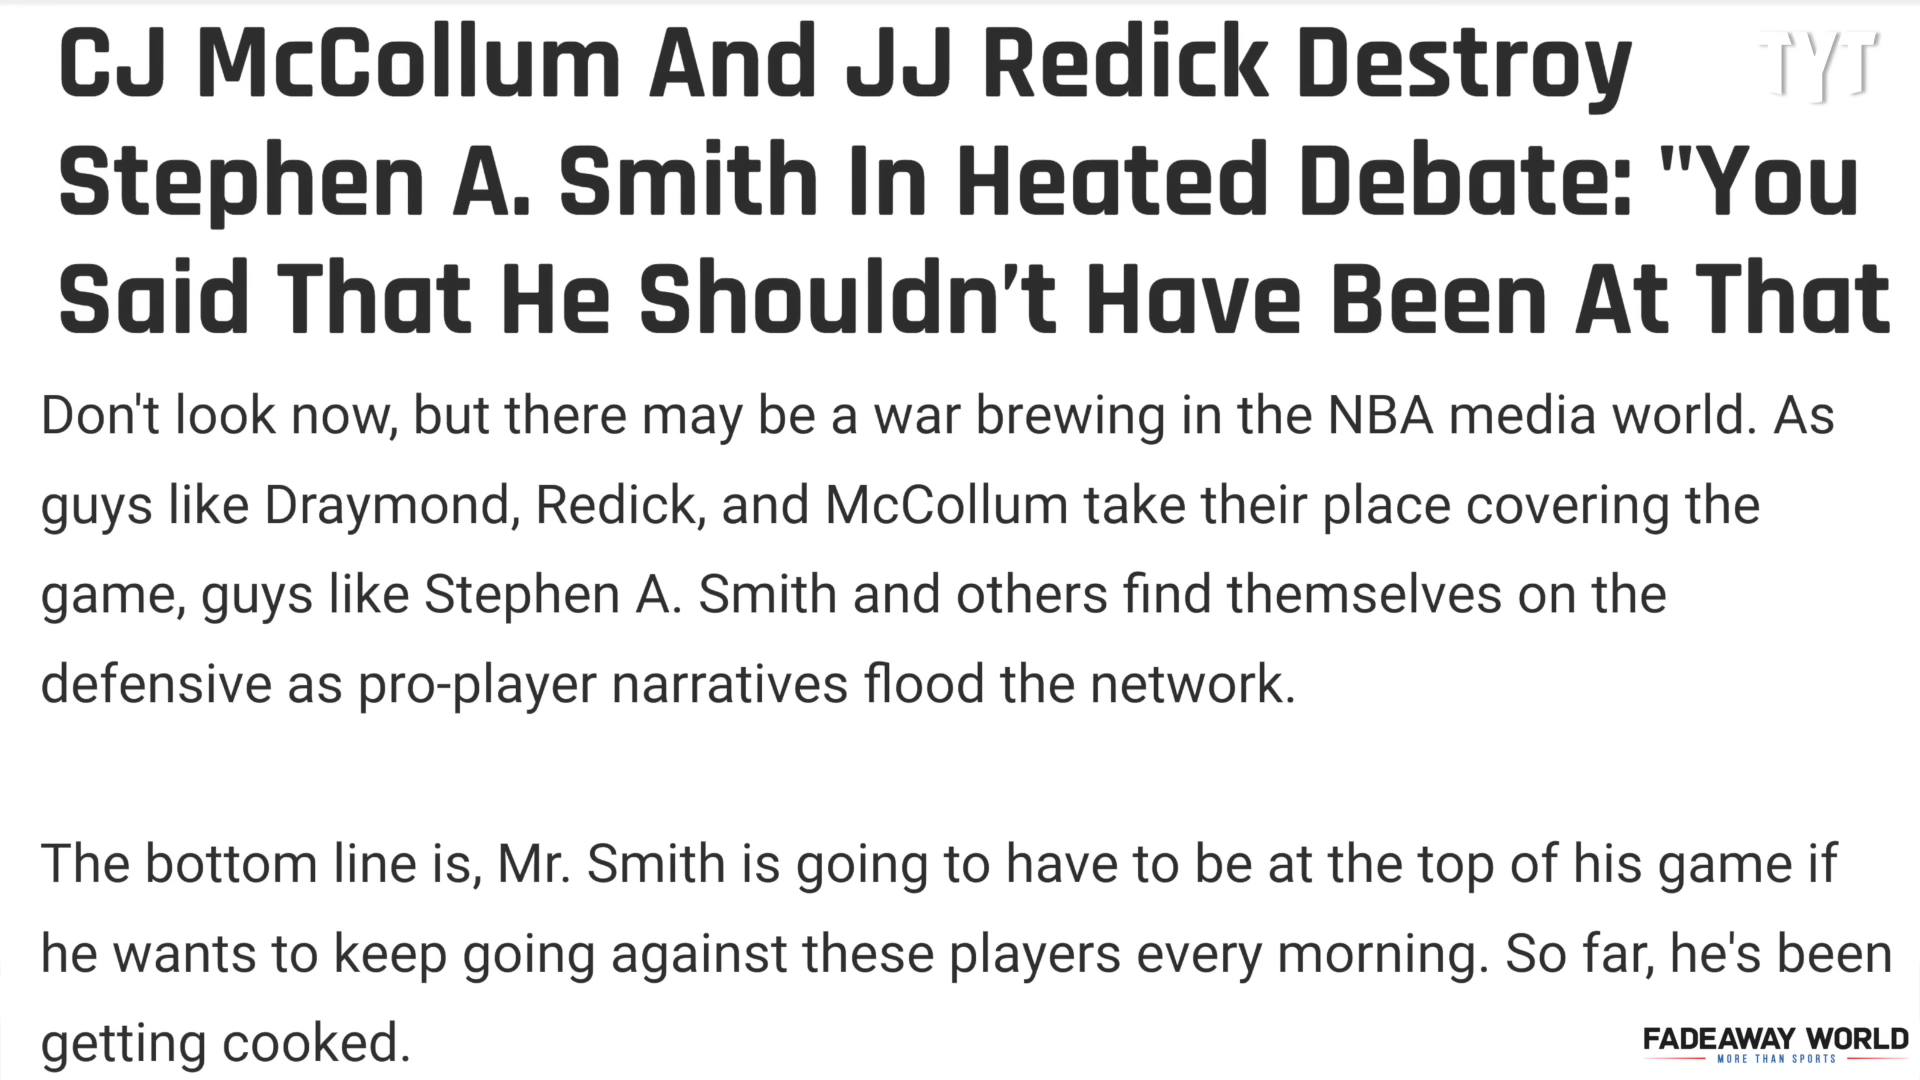 CJ McCollum And JJ Redick Destroy
TYT
Stephen A. Smith In Heated Debate: "You
Said That He Shouldn’t Have Been At That
Don't look now, but there may be a war brewing in the NBA media world. As
guys like Draymond, Redick, and McCollum take their place covering the
game, guys like Stephen A. Smith and others find themselves on the
defensive as pro-player narratives flood the network.
The bottom line is, Mr. Smith is going to have to be at the top of his game if
he wants to keep going against these players every morning. So far, he's been
getting cooked.
FADEAWAY WORLD
MORE THAN SPORTS